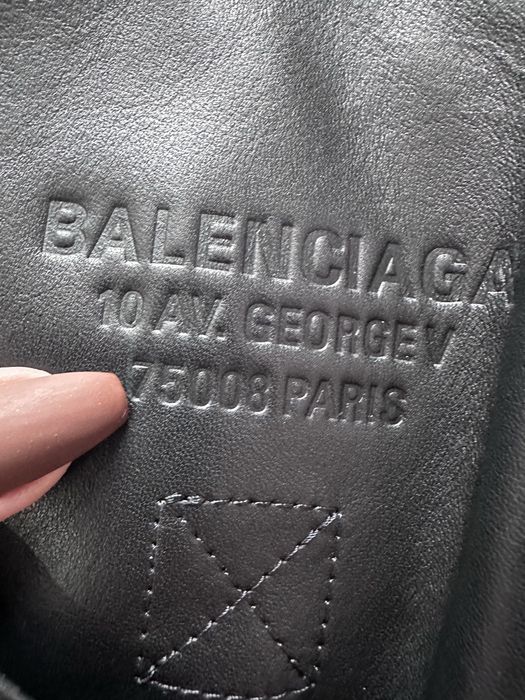 BALENCIAGA
10 AV. GEORGE V
75008 PARIS